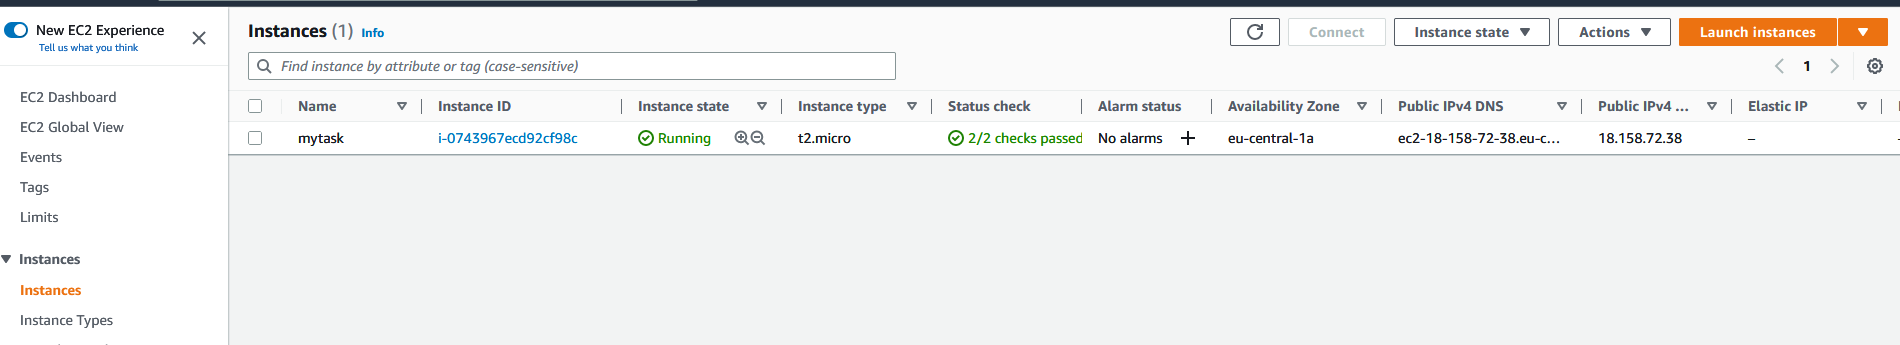 New EC2 Experience
Tell us what you think
EC2 Dashboard
EC2 Global View
Events
Tags
Limits
Instances
Instances
Instance Types
Instances (1) Info
Connect Instance state Actions Launch instances
Find instance by attribute or tag (case-sensitive)
1
Name Instance ID Instance state Instance type Status check Alarm status Availability Zone Public IPv4 DNS Public IPv4 ... Elastic IP
mytask i-0743967ecd92cf98c Running t2.micro 2/2 checks passed No alarms + eu-central-1a ec2-18-158-72-38.eu-c... 18.158.72.38 –